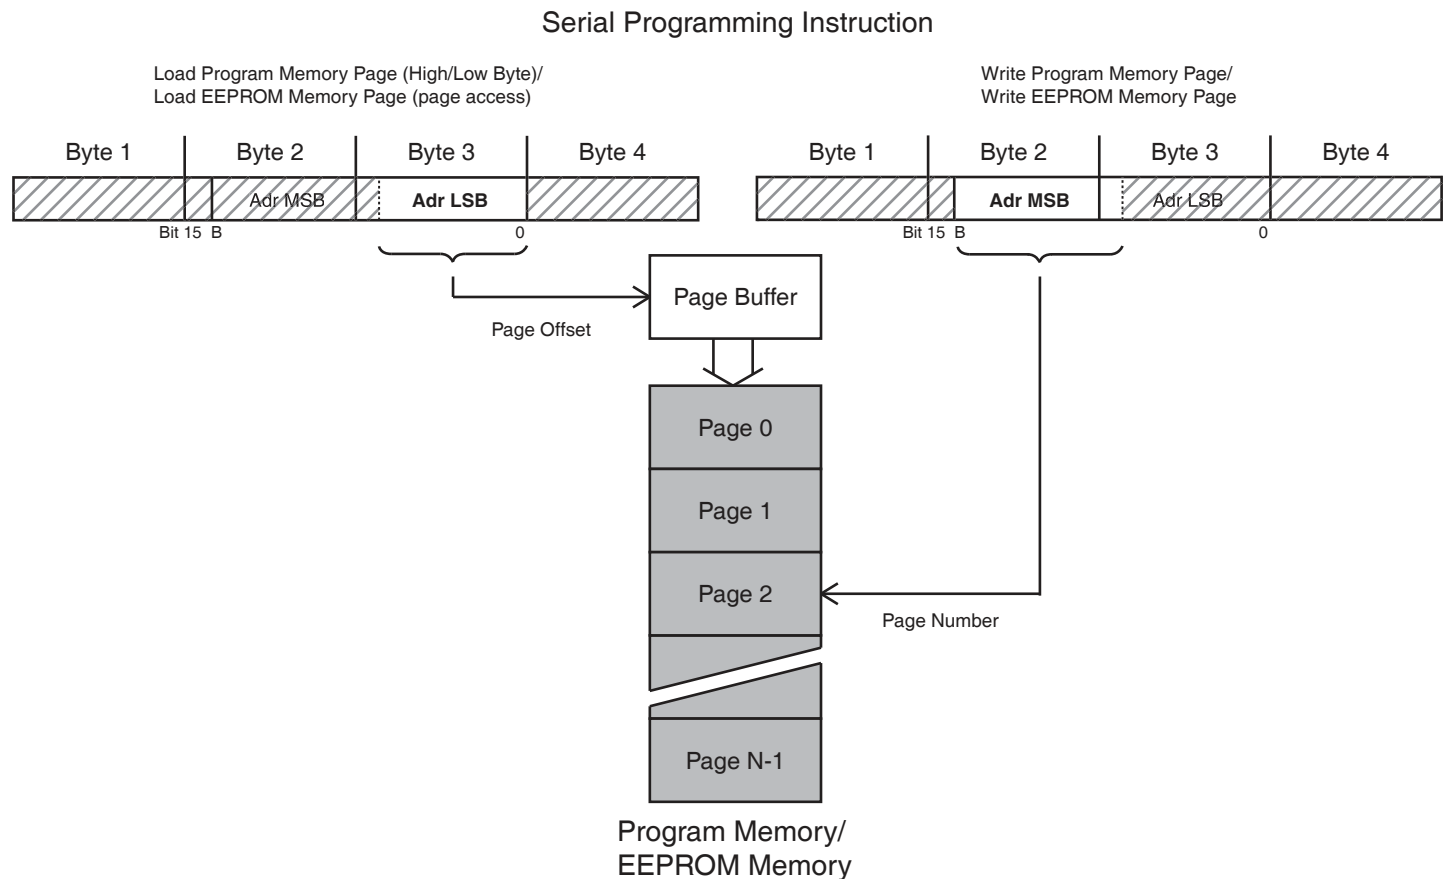 Serial Programming Instruction
Load Program Memory Page (High/Low Byte)/
Load EEPROM Memory Page (page access)
Write Program Memory Page/
Write EEPROM Memory Page
Byte 1 Byte 2 Byte 3 Byte 4
Byte 1 Byte 2 Byte 3 Byte 4
Adr MSB Adr LSB
Adr MSB Adr LSB
Bit 15 B 0
Bit 15 B 0
Page Buffer
Page Offset
Page 0
Page 1
Page 2
Page Number
Page N-1
Program Memory/
EEPROM Memory